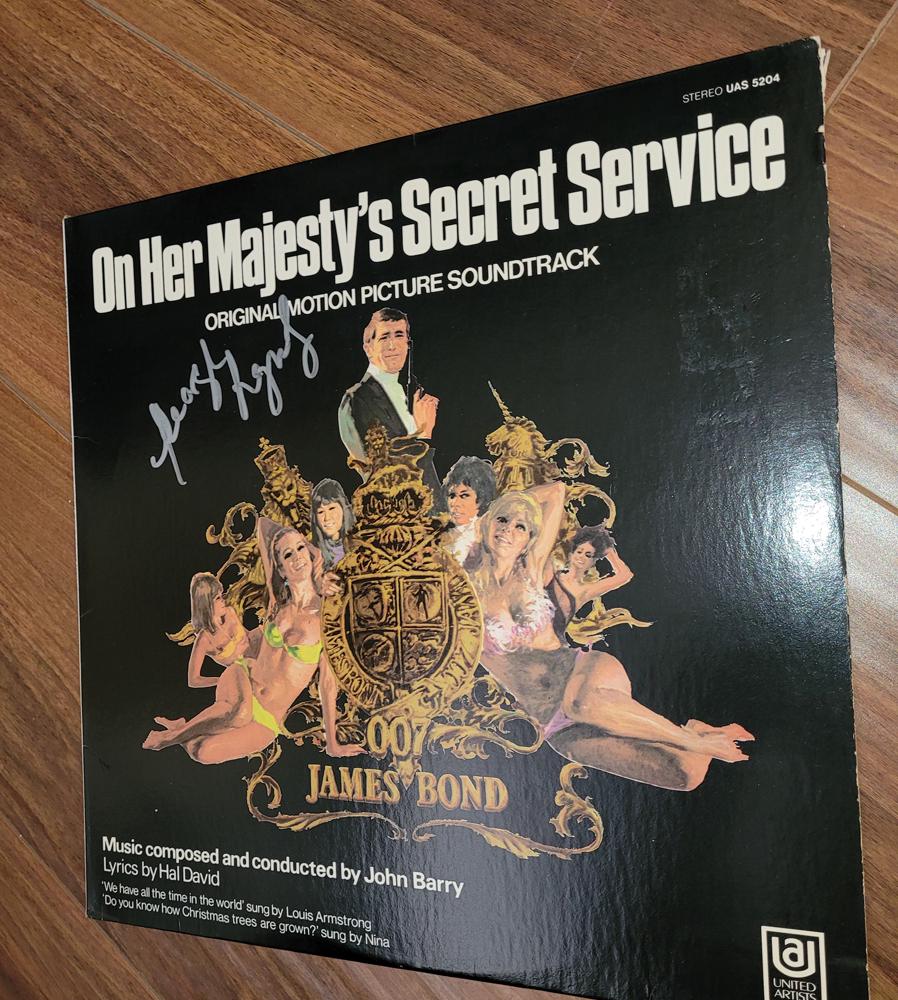 STEREO UAS 5204
On Her Majesty's Secret Service
ORIGINAL MOTION PICTURE SOUNDTRACK
007
JAMES BOND
Music composed and conducted by John Barry
Lyrics by Hal David
'We have all the time in the world' sung by Louis Armstrong
'Do you know how Christmas trees are grown?' sung by Nina
UA
UNITED
ARTISTS